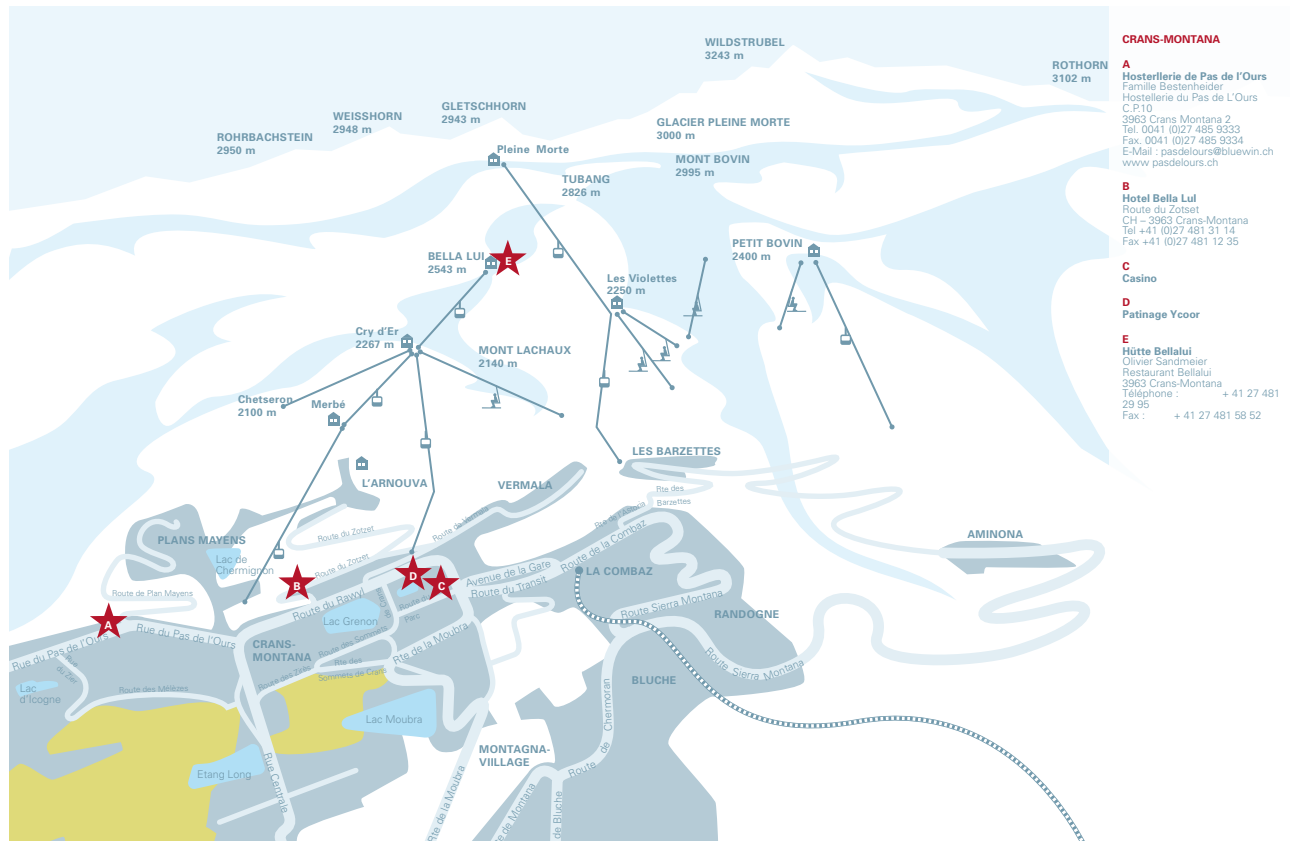 WILDSTRUBEL
3243 m
ROTHORN
3102 m
GLETSCHHORN
2943 m
WEISSHORN
2948 m
ROHRBACHSTEIN
2950 m
GLACIER PLEINE MORTE
3000 m
Pleine Morte
MONT BOVIN
2995 m
TUBANG
2826 m
PETIT BOVIN
2400 m
BELLA LUI
2543 m
E
Les Violettes
2250 m
Cry d'Er
2267 m
MONT LACHAUX
2140 m
Chetseron
2100 m
Merbé
LES BARZETTES
L'ARNOUVA
VERMALA
Rte des
Barzettes
PLANS MAYENS
Route du Zotzet
Route de Vermala
Route de la Combaz
AMINONA
Lac de
Chermignon
Route du Zorzet
Avenue de la Gare
LA COMBAZ
B
D
C
Route de Plan Mayens
Route du Rawyl
Route du Transit
Route Sierra Montana
RANDOGNE
A
Rue du Pas de l'Ours
Rue du Pas de l'Ours
Lac Grenon
Parc
CRANS-
MONTANA
Route des Sommets
Rte de la Moubra
Rte des
Sommets de Crans
Route des Zirès
Route Sierra Montana
Lac
d'Icogne
Route des Mélèzes
BLUCHE
Lac Moubra
Route de Chermoran
MONTAGNA-
VIILLAGE
Etang Long
Rue Centrale
Rte de la Moubra
de Montana
de Bluche
CRANS-MONTANA
A
Hosterllerie de Pas de l'Ours
Famille Bestenheider
Hostellerie du Pas de L'Ours
C.P.10
3963 Crans Montana 2
Tel. 0041 (0)27 485 9333
Fax. 0041 (0)27 485 9334
E-Mail : pasdelours@bluewin.ch
www pasdelours.ch
B
Hotel Bella Lul
Route du Zotset
CH – 3963 Crans-Montana
Tel +41 (0)27 481 31 14
Fax +41 (0)27 481 12 35
C
Casino
D
Patinage Ycoor
E
Hütte Bellalui
Olivier Sandmeier
Restaurant Bellalui
3963 Crans-Montana
Téléphone : + 41 27 481
29 95
Fax : + 41 27 481 58 52